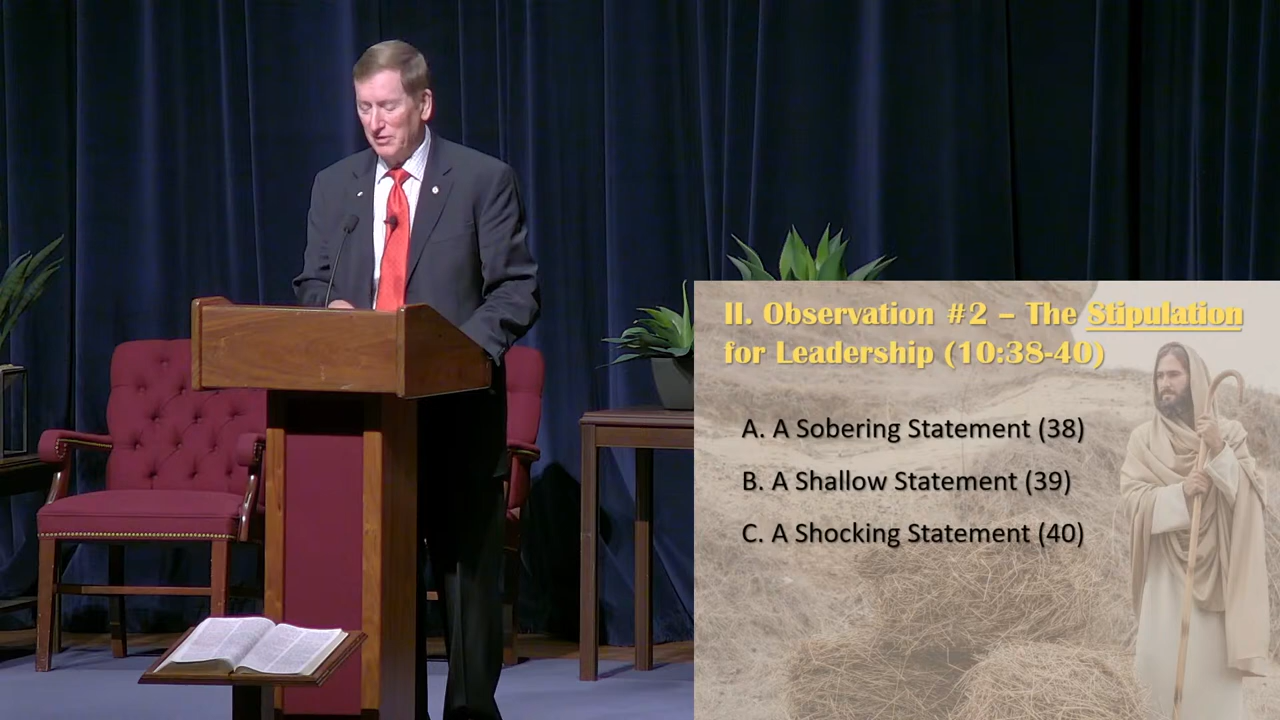 II. Observation #2 – The Stipulation
for Leadership (10:38-40)
A. A Sobering Statement (38)
B. A Shallow Statement (39)
C. A Shocking Statement (40)